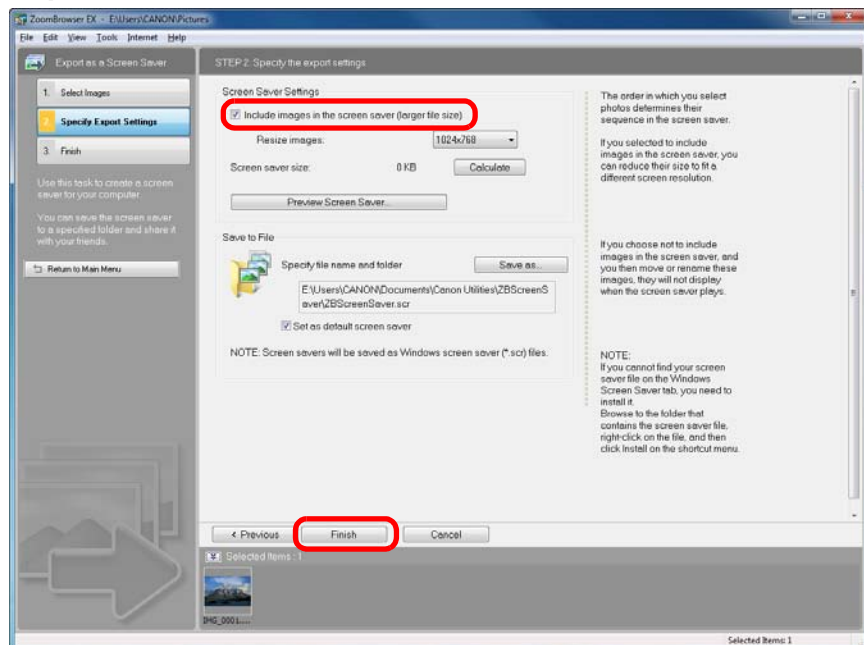 ZoomBrowser EX - E:\Users\CANON\Pictures
File Edit View Tools Internet Help
Export as a Screen Saver
1. Select Images
2. Specify Export Settings
3. Finish
Use this task to create a screen
saver for your computer.
You can save the screen saver
to a specified folder and share it
with your friends.
Return to Main Menu
STEP 2: Specify the export settings
Screen Saver Settings
Include images in the screen saver (larger file size)
Resize images:
1024x768
Screen saver size:
0 KB
Calculate
Preview Screen Saver...
Save to File
Specify file name and folder
Save as...
E:\Users\CANON\Documents\Canon Utilities\ZBScreenS
aver\ZBScreenSaver.scr
Set as default screen saver
NOTE: Screen savers will be saved as Windows screen saver (*.scr) files.
The order in which you select
photos determines their
sequence in the screen saver.
If you selected to include
images in the screen saver, you
can reduce their size to fit a
different screen resolution.
If you choose not to include
images in the screen saver, and
you then move or rename these
images, they will not display
when the screen saver plays.
NOTE:
If you cannot find your screen
saver file on the Windows
Screen Saver tab, you need to
install it.
Browse to the folder that
contains the screen saver file,
right-click on the file, and then
click Install on the shortcut menu.
< Previous
Finish
Cancel
Selected Items : 1
IMG_0001....
Selected Items: 1